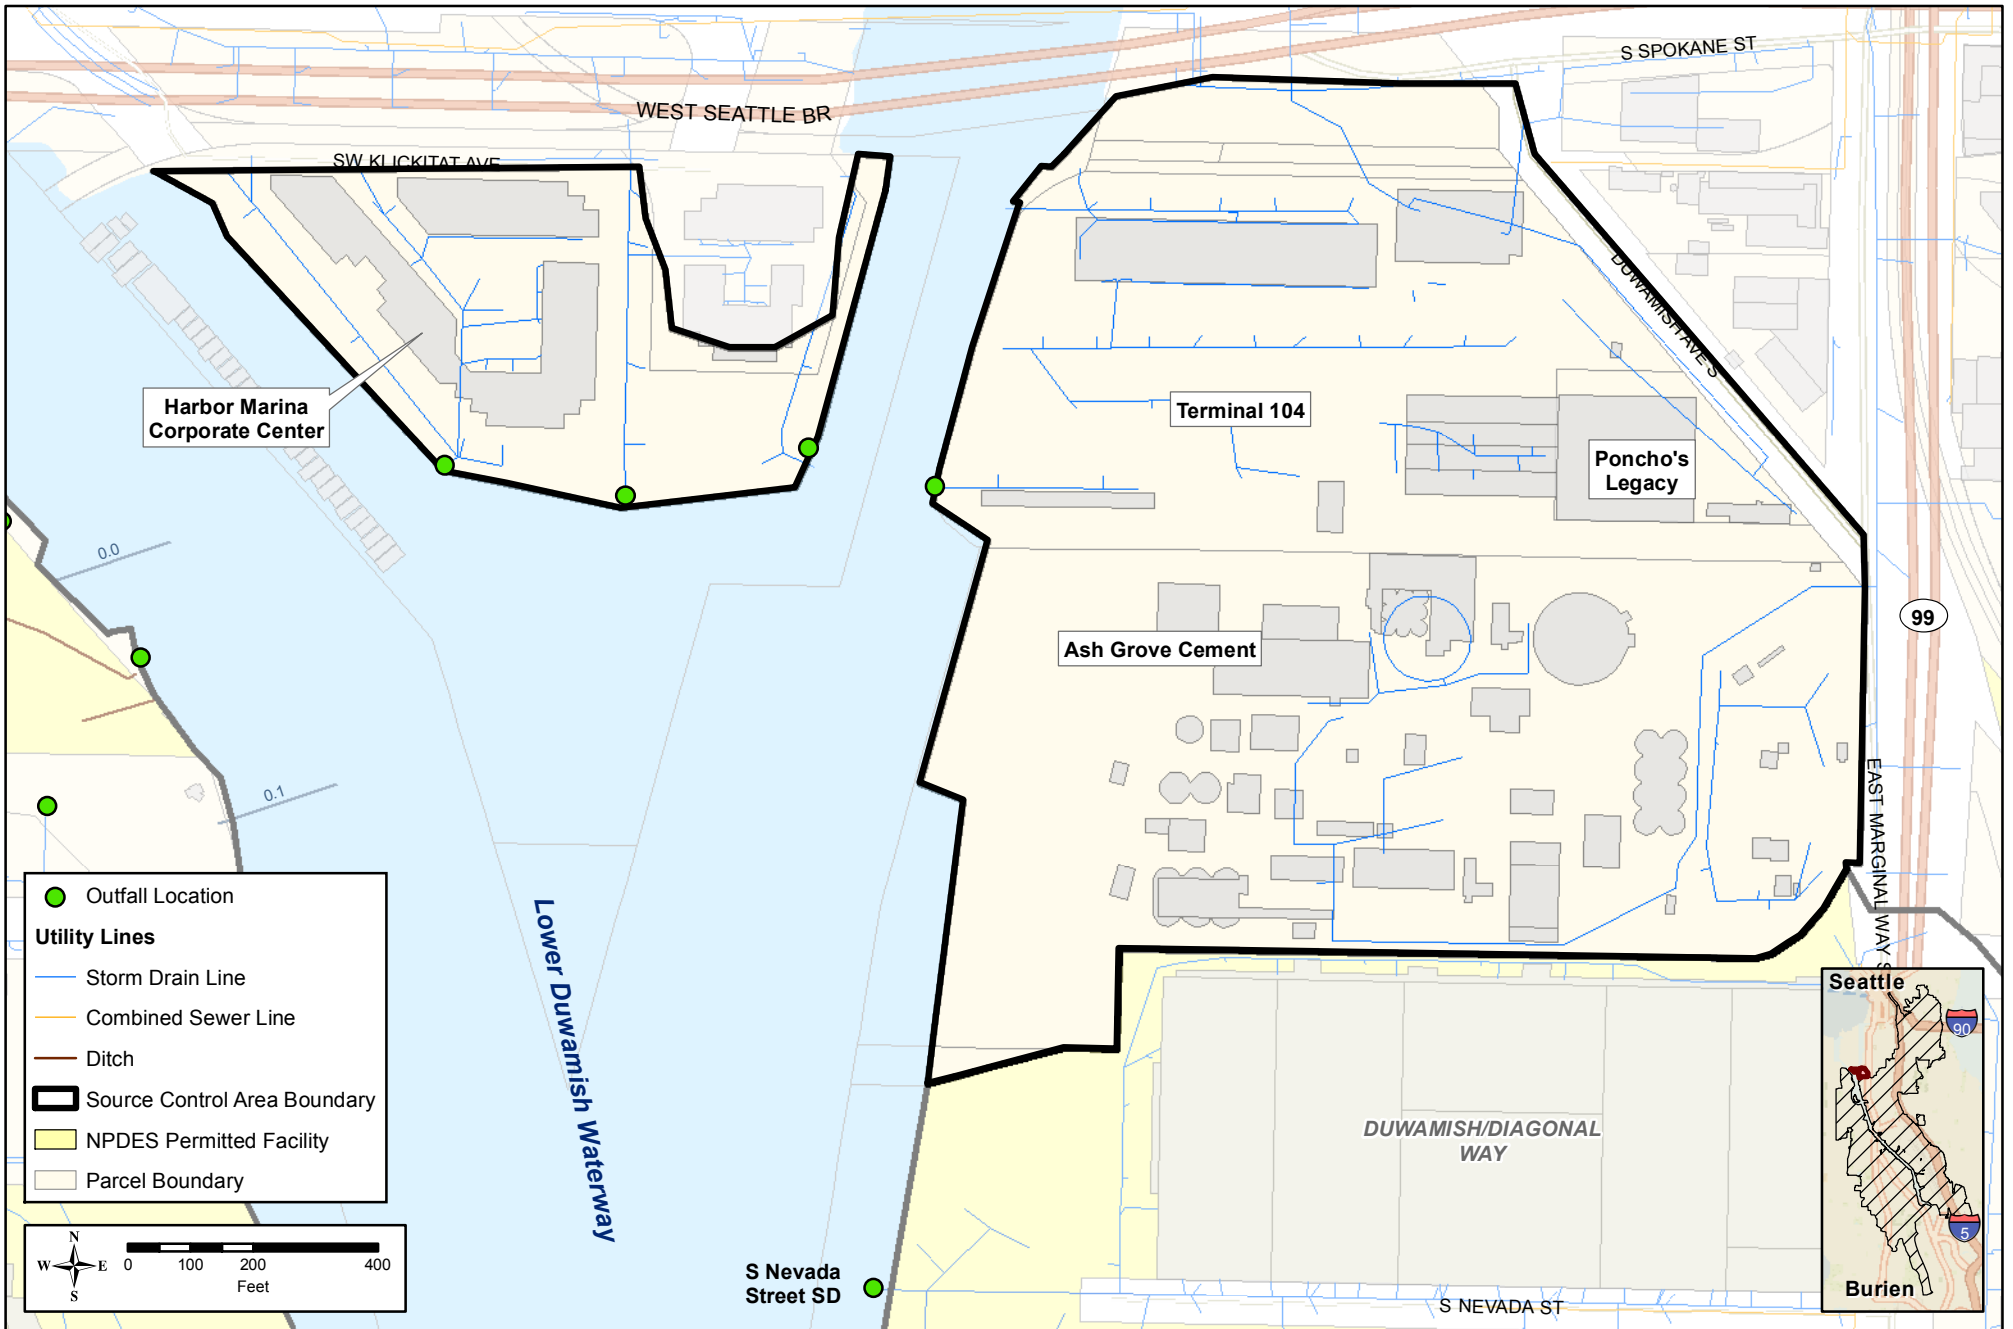 S SPOKANE ST
WEST SEATTLE BR
SW KLICKITAT AVE
DUWAMISH AVE S
Harbor Marina
Corporate Center
Terminal 104
Poncho's
Legacy
0.0
99
Ash Grove Cement
0.1
EAST MARGINAL WAY S
Lower Duwamish Waterway
Outfall Location
Utility Lines
Storm Drain Line
Combined Sewer Line
Ditch
Source Control Area Boundary
NPDES Permitted Facility
Parcel Boundary
N
W E
S
0 100 200 400
Feet
DUWAMISH/DIAGONAL
WAY
S Nevada
Street SD
S NEVADA ST
Seattle
90
5
Burien